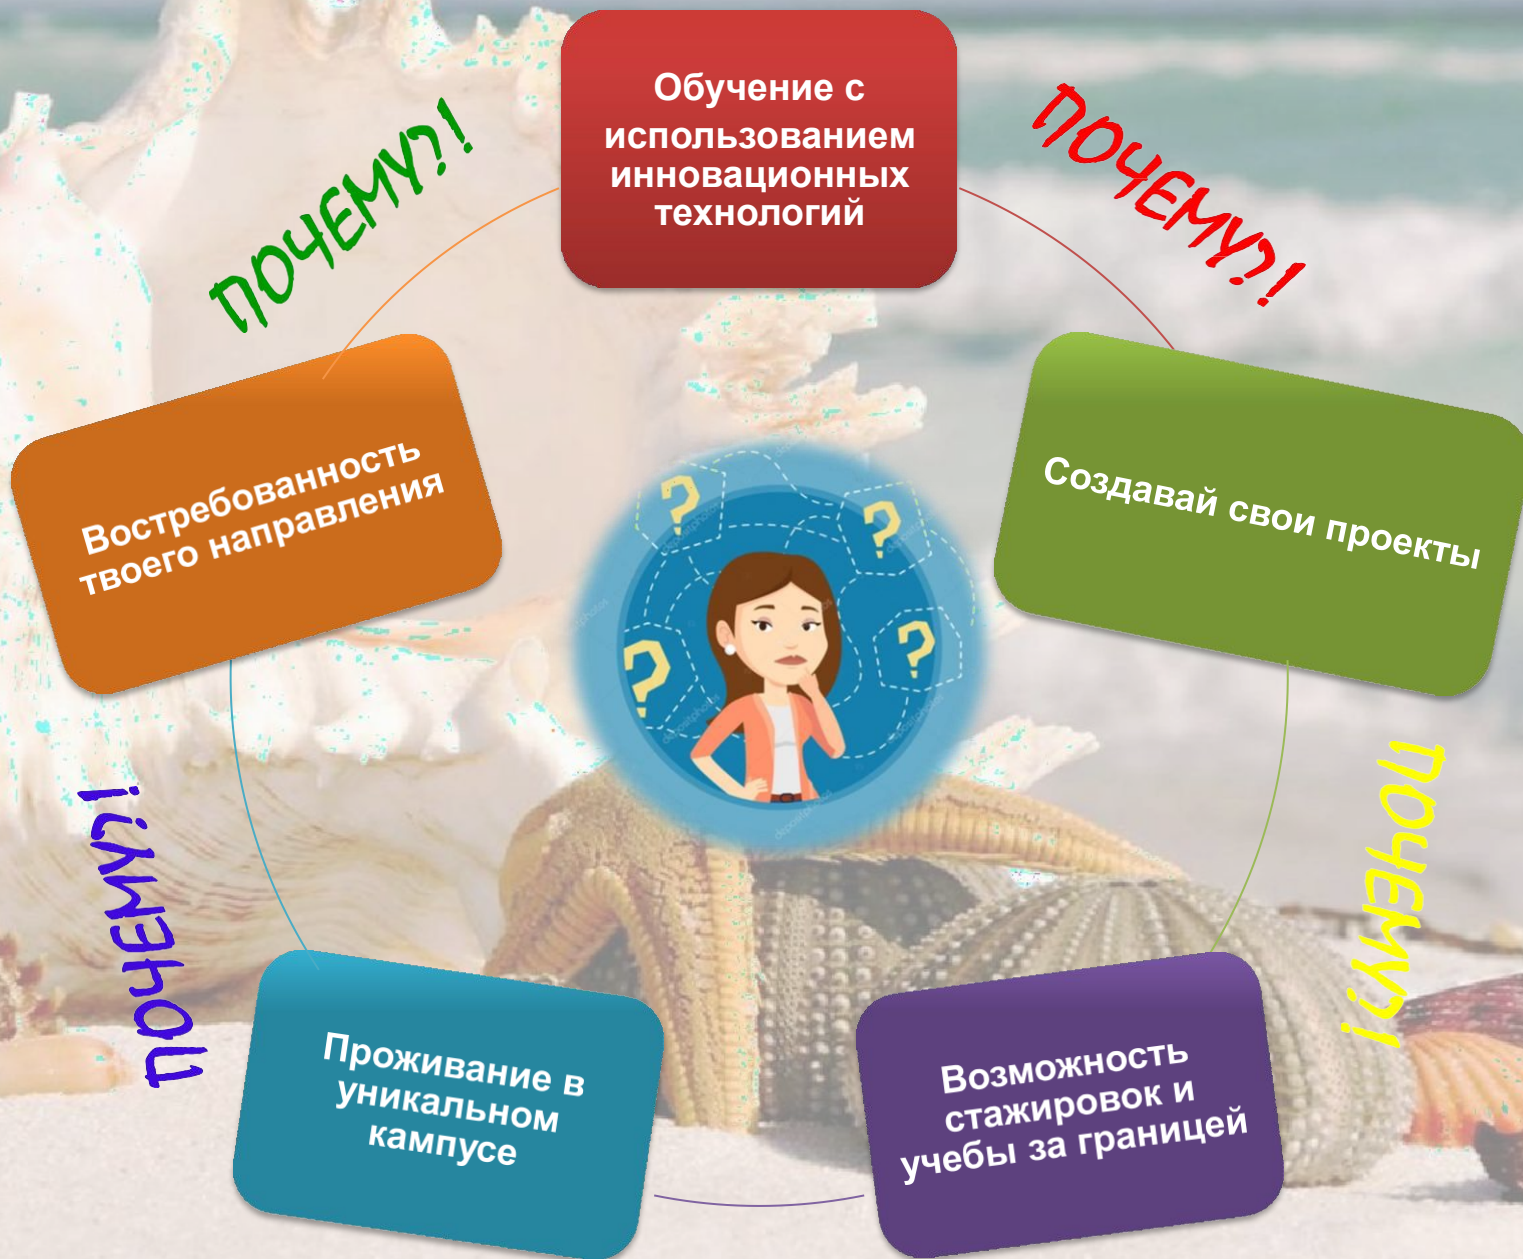 Обучение с
использованием
инновационных
технологий
ПОЧЕМУ?!
ПОЧЕМУ?!
Востребованность
твоего направления
Создавай свои проекты
?
?
?
?
depositphotos
ПОЧЕМУ?!
ПОЧЕМУ?!
Проживание в
уникальном
кампусе
Возможность
стажировок и
учебы за границей